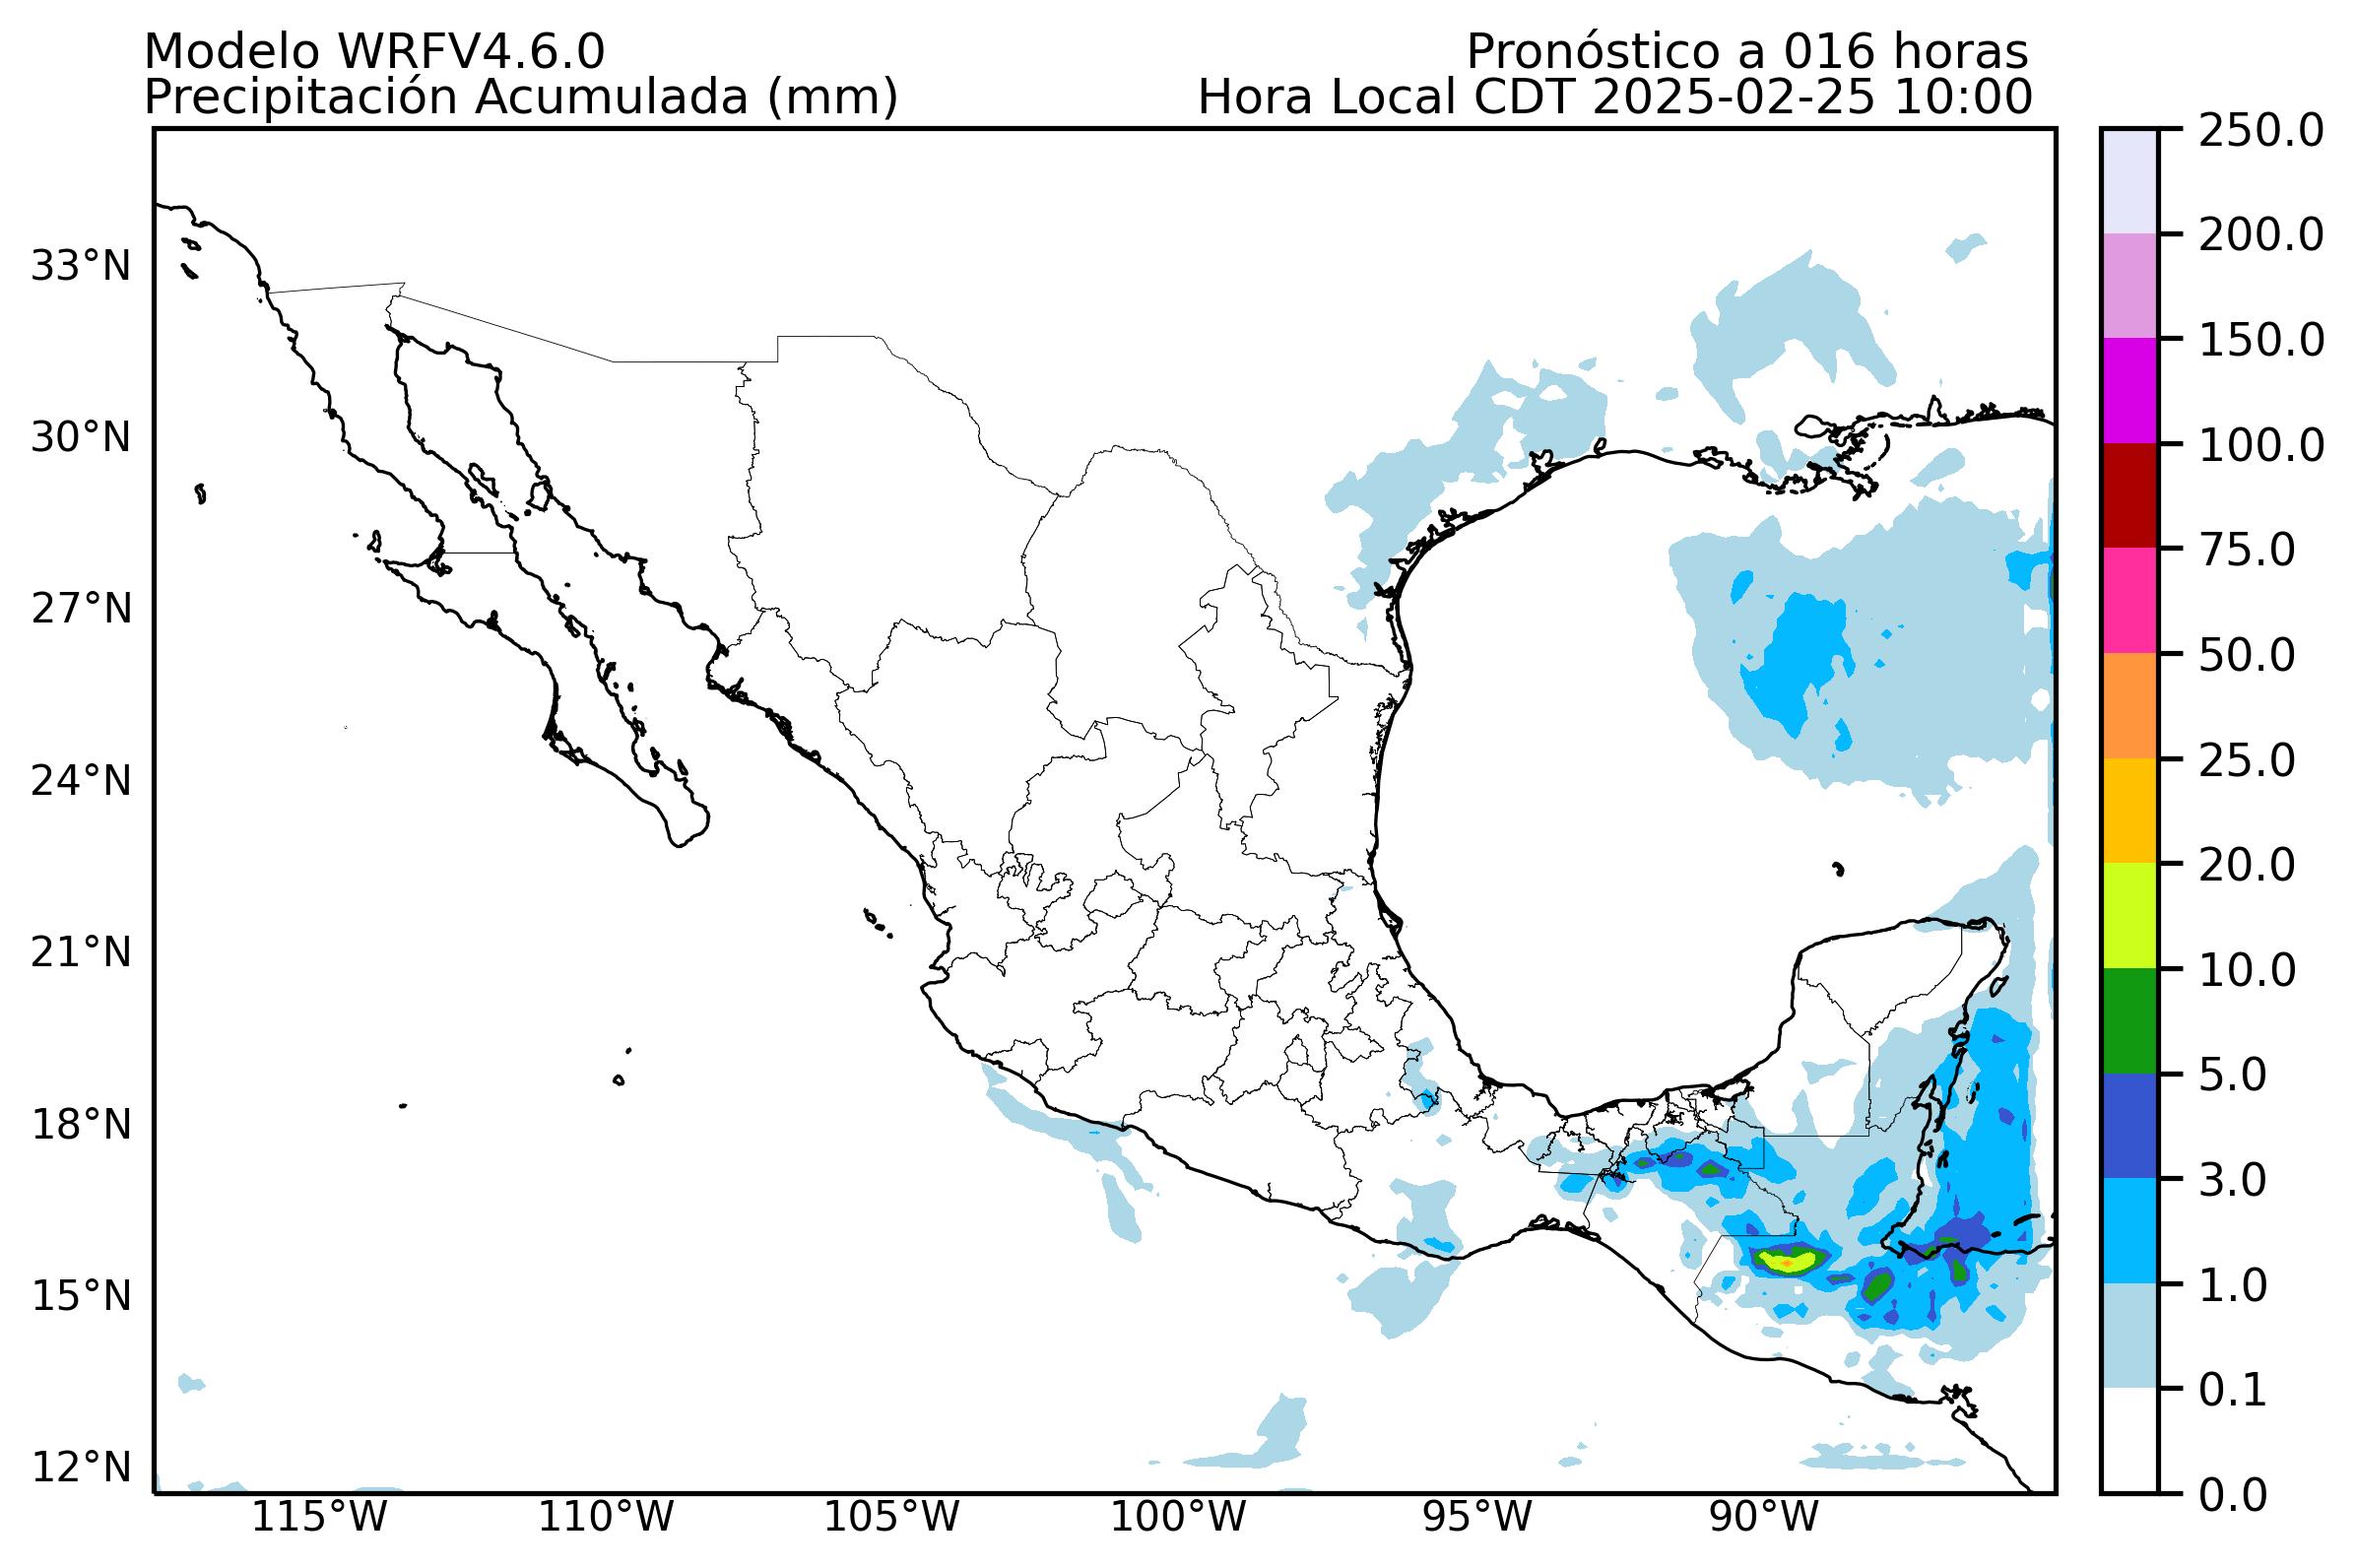 Modelo WRFV4.6.0
Pronóstico a 016 horas
Precipitación Acumulada (mm)
Hora Local CDT 2025-02-25 10:00
33°N
30°N
27°N
24°N
21°N
18°N
15°N
12°N
115°W
110°W
105°W
100°W
95°W
90°W
250.0
200.0
150.0
100.0
75.0
50.0
25.0
20.0
10.0
5.0
3.0
1.0
0.1
0.0